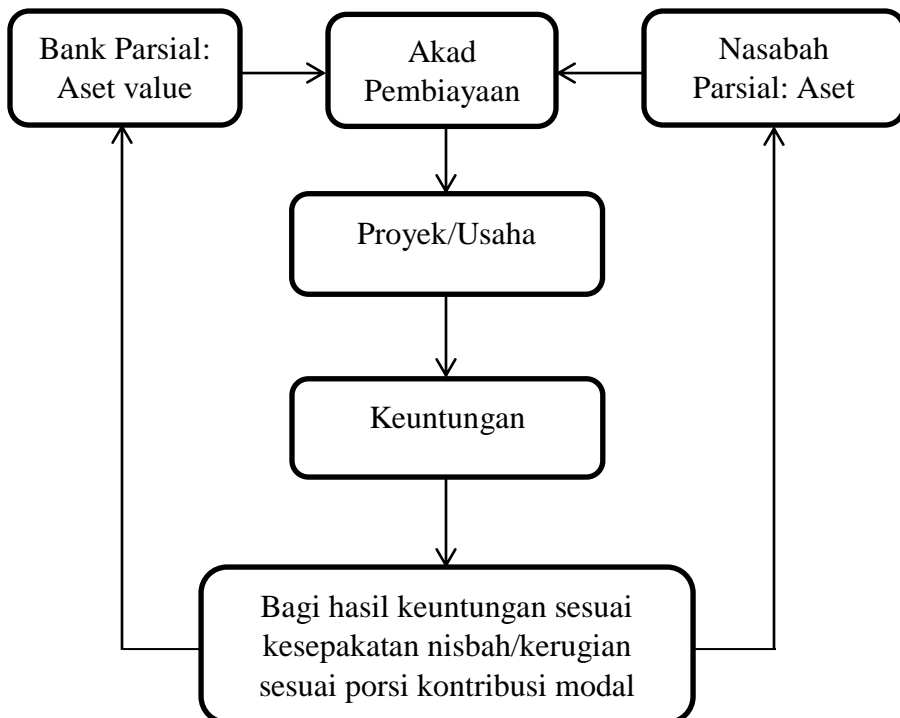 Bank Parsial:
Aset value
Akad
Pembiayaan
Nasabah
Parsial: Aset
Proyek/Usaha
Keuntungan
Bagi hasil keuntungan sesuai
kesepakatan nisbah/kerugian
sesuai porsi kontribusi modal